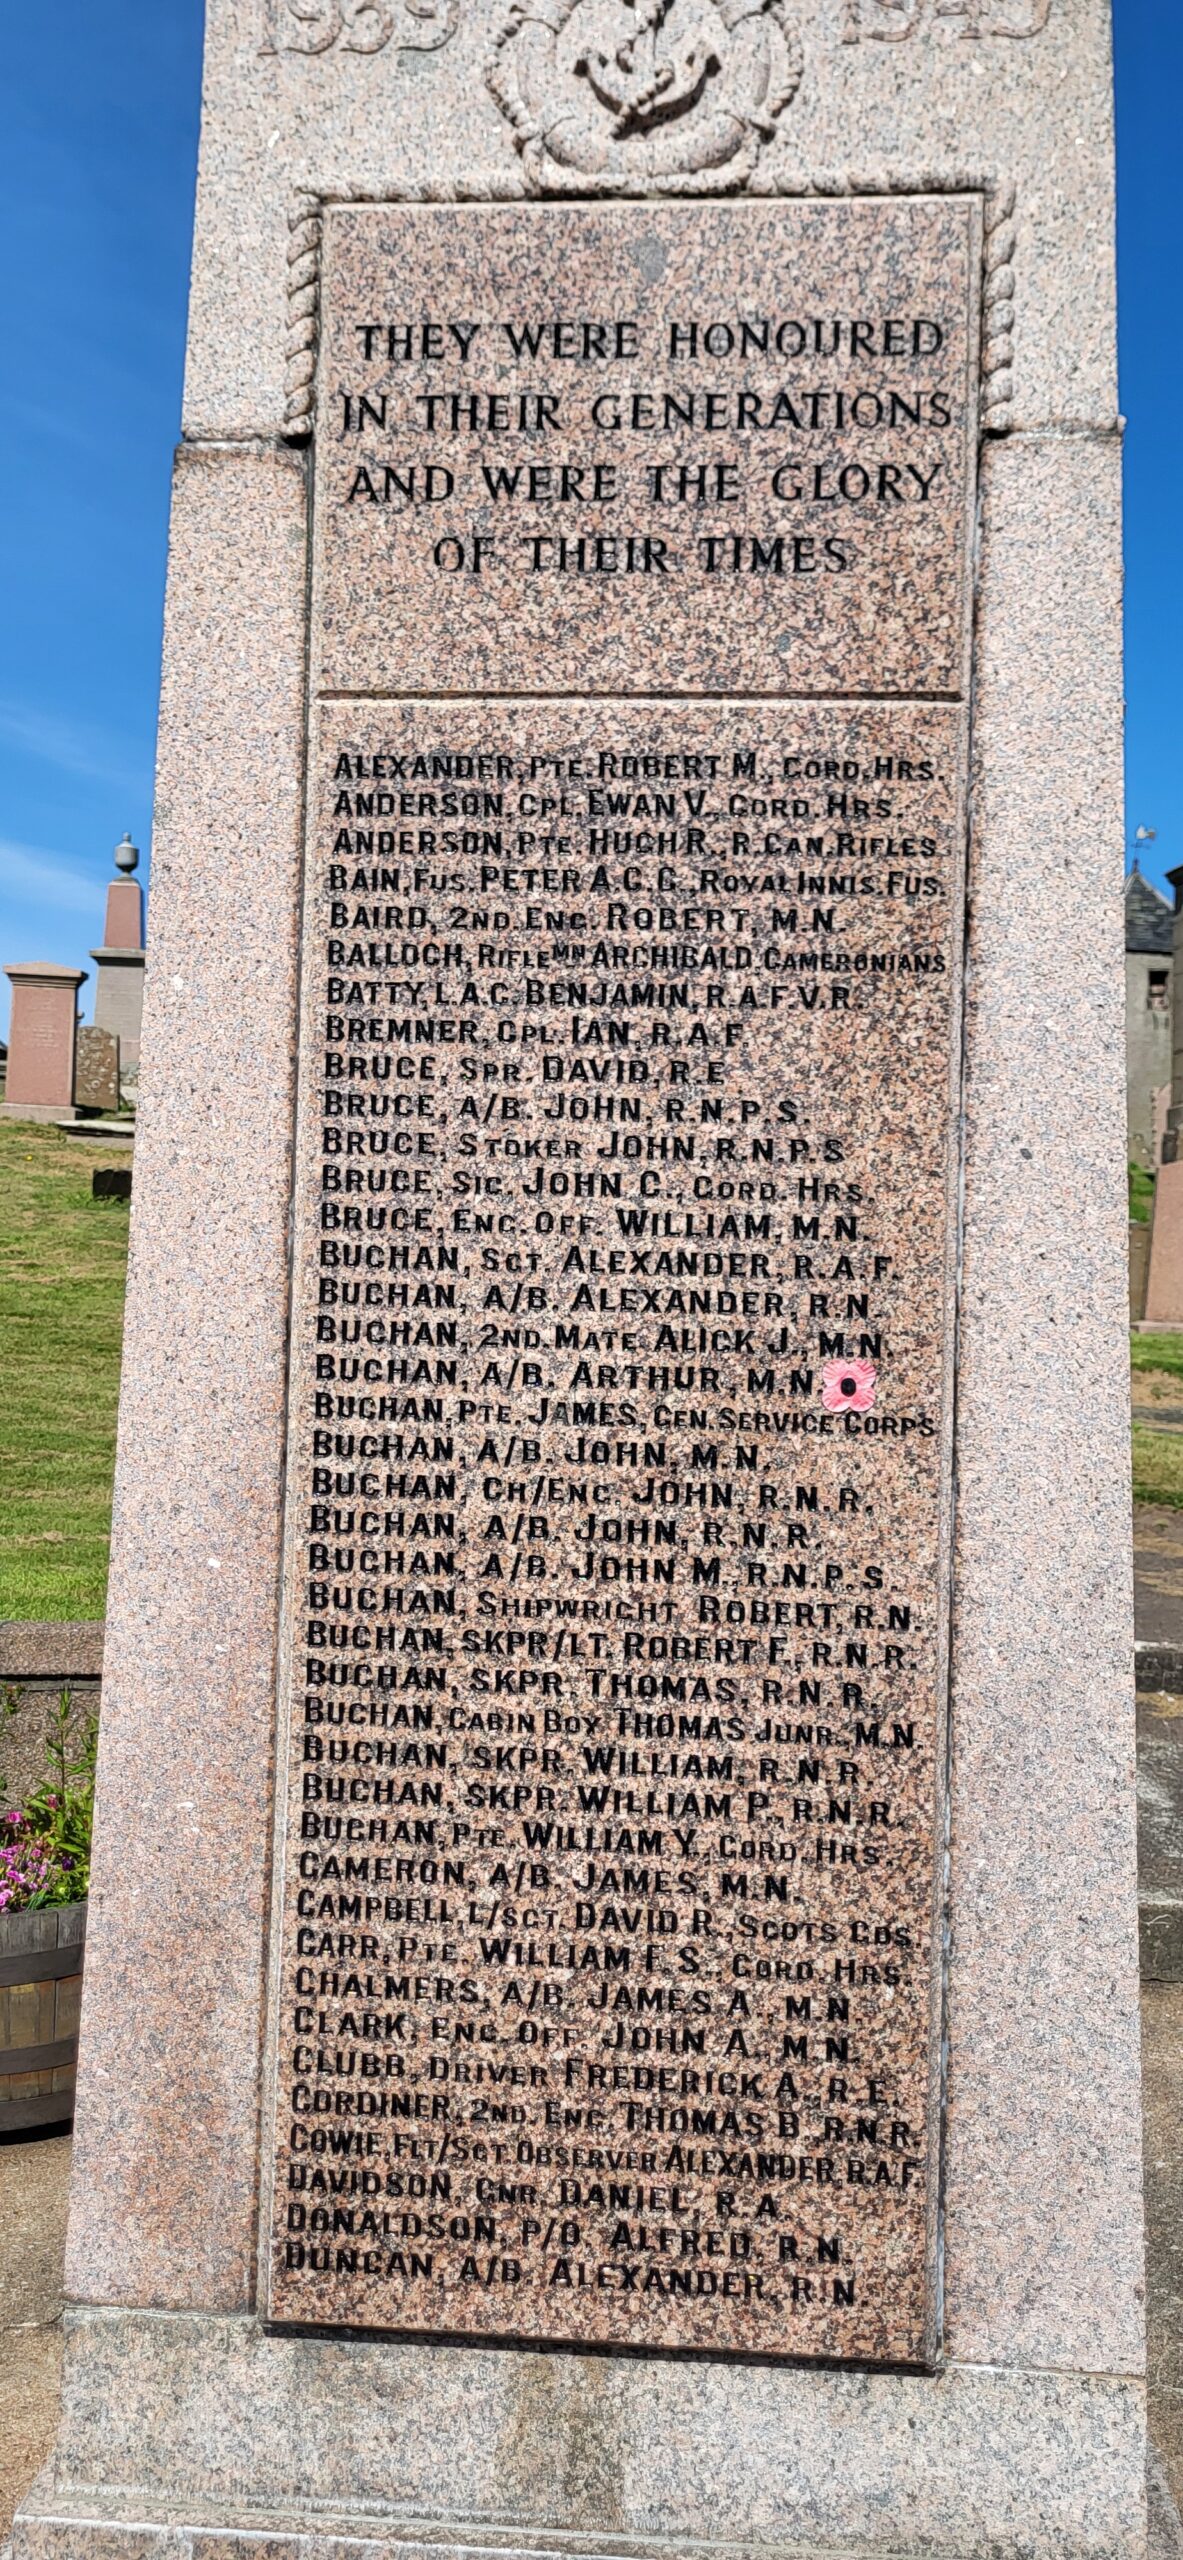 1939 1945
THEY WERE HONOURED
IN THEIR GENERATIONS
AND WERE THE GLORY
OF THEIR TIMES
ALEXANDER, PTE. ROBERT M., GORD. HRS.
ANDERSON, CPL. EWAN V., GORD. HRS.
ANDERSON, PTE. HUGH R., R. CAN. RIFLES
BAIN, FUS. PETER A.C.G., ROYAL INNIS. FUS.
BAIRD, 2ND. ENG. ROBERT, M.N.
BALLOCH, RIFLEMN ARCHIBALD, CAMERONIANS
BATTY, L.A.C. BENJAMIN, R.A.F.V.R.
BREMNER, CPL. IAN, R.A.F.
BRUCE, SPR. DAVID, R.E
BRUCE, A/B. JOHN, R.N.P.S.
BRUCE, STOKER JOHN, R.N.P.S
BRUCE, SIG. JOHN C., GORD. HRS.
BRUCE, ENG. OFF. WILLIAM, M.N.
BUCHAN, SGT. ALEXANDER, R.A.F.
BUCHAN, A/B. ALEXANDER, R.N.
BUCHAN, 2ND. MATE ALICK J., M.N.
BUCHAN, A/B. ARTHUR, M.N
BUCHAN, PTE. JAMES, GEN. SERVICE CORPS
BUCHAN, A/B. JOHN, M.N.
BUCHAN, CH/ENG. JOHN, R.N.R.
BUCHAN, A/B. JOHN, R.N.R.
BUCHAN, A/B. JOHN M., R.N.P.S.
BUCHAN, SHIPWRIGHT ROBERT, R.N.
BUCHAN, SKPR/LT. ROBERT F., R.N.R.
BUCHAN, SKPR. THOMAS, R.N.R.
BUCHAN, CABIN BOY THOMAS JUNR., M.N.
BUCHAN, SKPR. WILLIAM, R.N.R.
BUCHAN, SKPR. WILLIAM P., R.N.R.
BUCHAN, PTE. WILLIAM Y., GORD. HRS.
CAMERON, A/B. JAMES, M.N.
CAMPBELL, L/SGT. DAVID R., SCOTS GDS.
CARR, PTE. WILLIAM F.S., GORD. HRS.
CHALMERS, A/B. JAMES A., M.N.
CLARK, ENG. OFF. JOHN A., M.N.
CLUBB, DRIVER FREDERICK A., R.E.
CORDINER, 2ND. ENG. THOMAS B., R.N.R.
COWIE, FLT/SGT. OBSERVER ALEXANDER, R.A.F.
DAVIDSON, GNR. DANIEL, R.A.
DONALDSON, P/O. ALFRED, R.N.
DUNCAN, A/B. ALEXANDER, R.N.